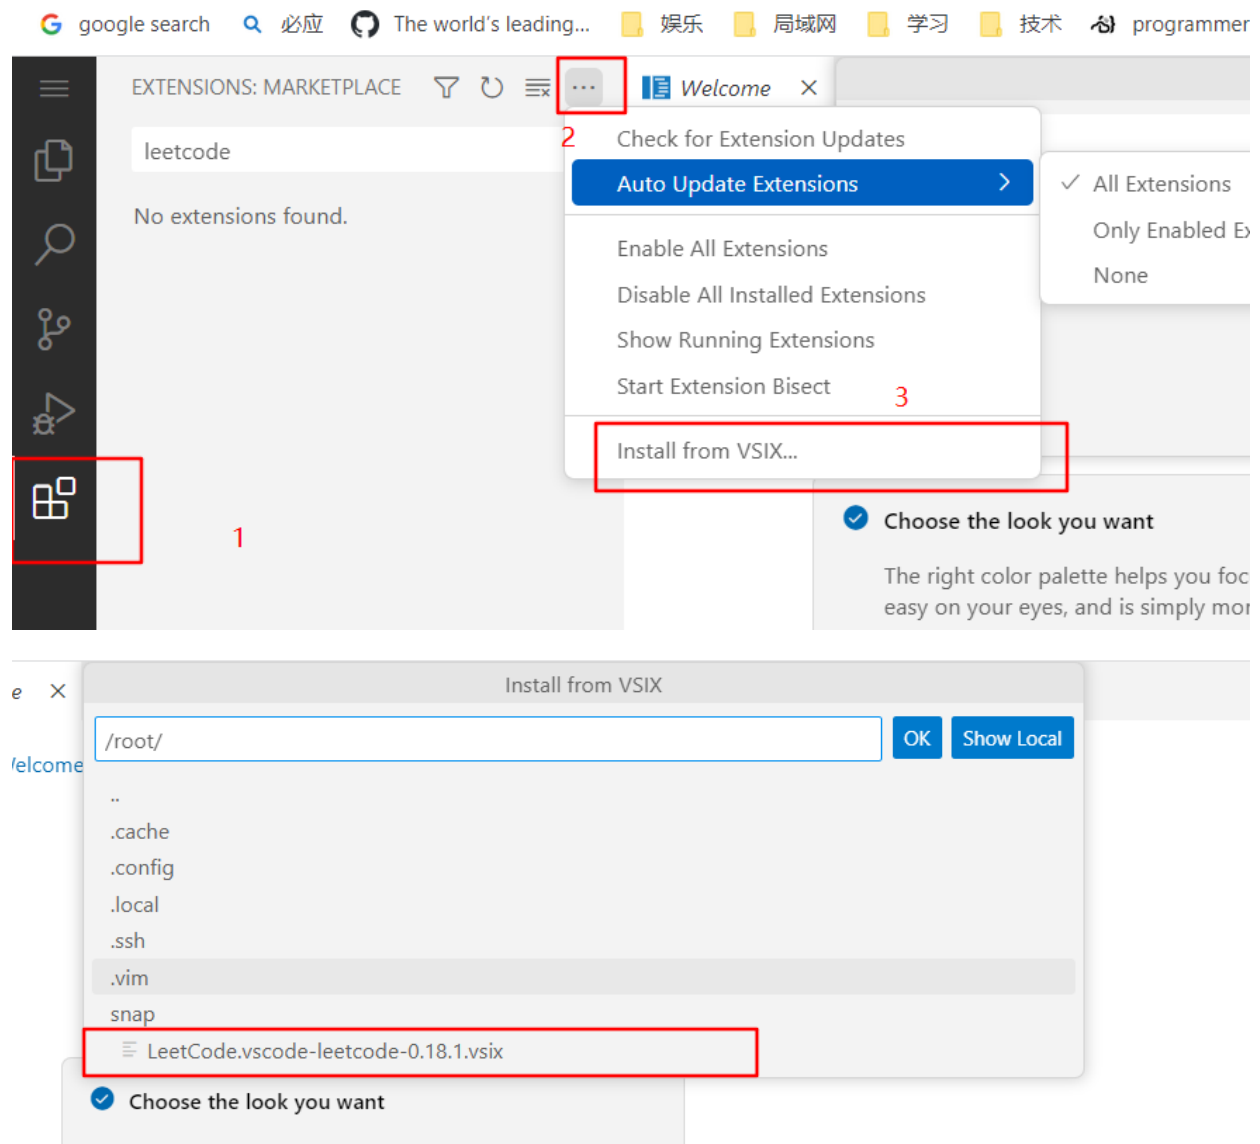 google search 必应 The world's leading... 娱乐 局域网 学习 技术 programmer
EXTENSIONS: MARKETPLACE
Welcome
2
leetcode
No extensions found.
Check for Extension Updates
Auto Update Extensions
All Extensions
Only Enabled Ex
None
Enable All Extensions
Disable All Installed Extensions
Show Running Extensions
Start Extension Bisect
3
Install from VSIX...
1
Choose the look you want
The right color palette helps you foc
easy on your eyes, and is simply mor
e
Install from VSIX
/root/
OK
Show Local
elcome
..
.cache
.config
.local
.ssh
.vim
snap
LeetCode.vscode-leetcode-0.18.1.vsix
Choose the look you want